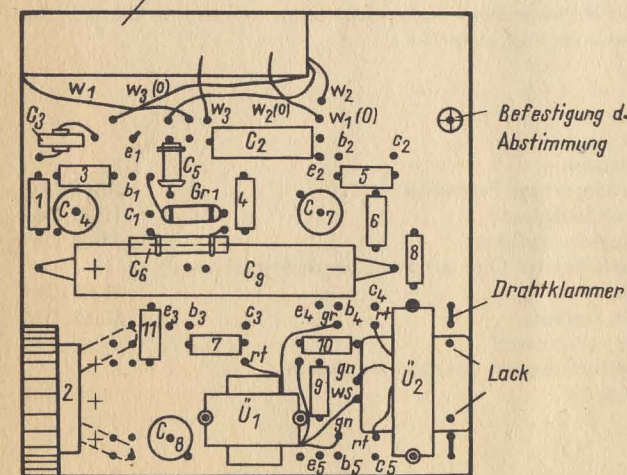 w₁ w₃(0) w₃ w₂(0) w₂ w₁(0)
C₃ e₁ C₅ C₂ e₂ b₂ c₂
Befestigung d.
Abstimmung
1 3 C₄ b₁ c₁ Gr1 4 C₇ 5 6
C₆ + C₉ − 8
11 e₃ b₃ c₃ e₄ gr b₄ c₄ rt
Drahtklammer
2 + + 7 rt 10 gn Ü₂
9 ws
Lack
C₈ Ü₁ gn rt
e₅ b₅ c₅